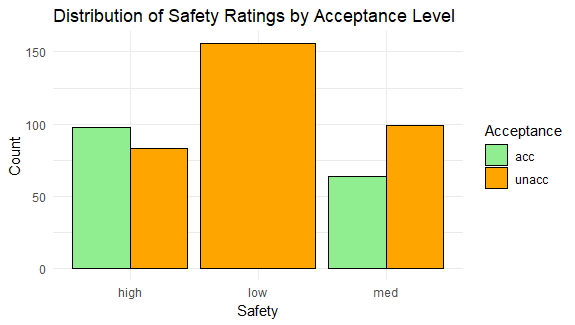 Distribution of Safety Ratings by Acceptance Level
150
100
50
0
Count
high
low
med
Safety
Acceptance
acc
unacc